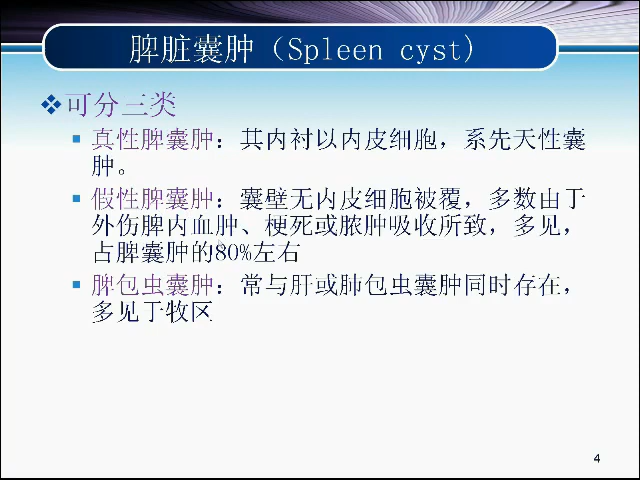 脾脏囊肿（Spleen cyst）
可分三类
真性脾囊肿：其内衬以内皮细胞，系先天性囊
肿。
假性脾囊肿：囊壁无内皮细胞被覆，多数由于
外伤脾内血肿、梗死或脓肿吸收所致，多见，
占脾囊肿的80%左右
脾包虫囊肿：常与肝或肺包虫囊肿同时存在，
多见于牧区
4